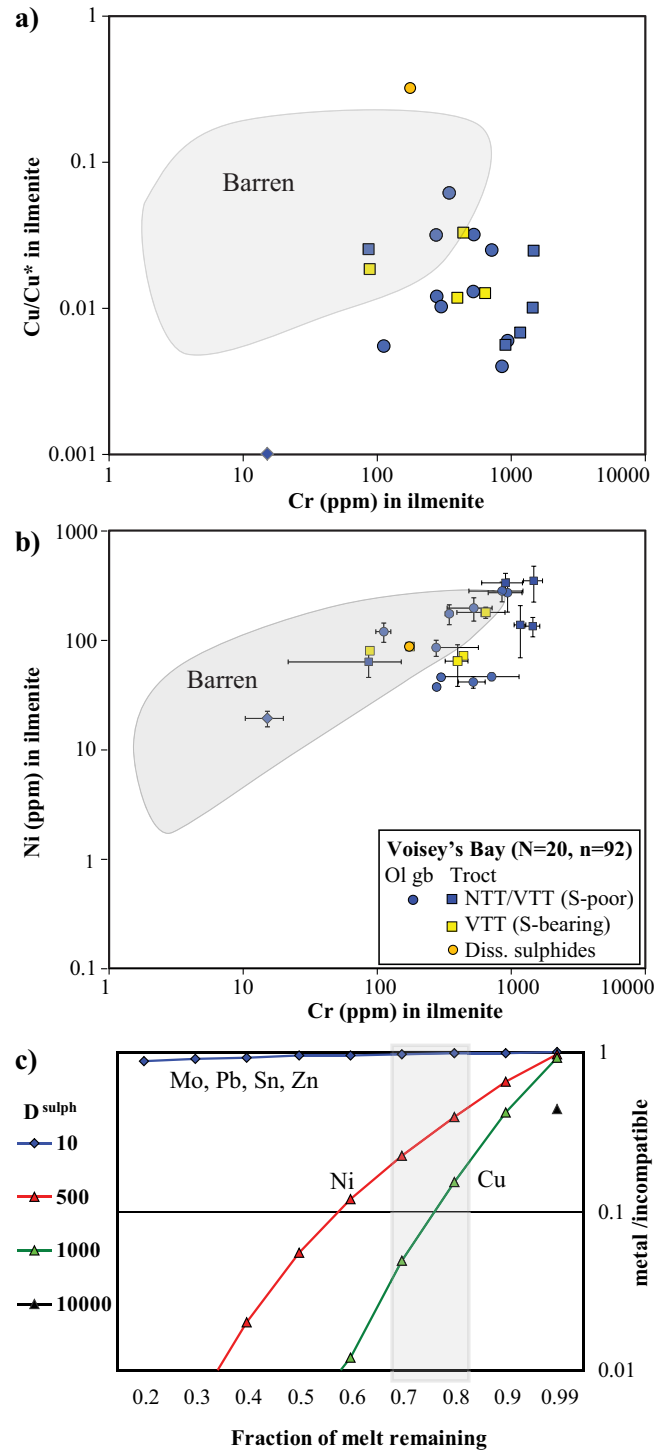 a)
1
0.1
0.01
0.001
Cu/Cu* in ilmenite
Barren
1 10 100 1000 10000
Cr (ppm) in ilmenite
b)
1000
100
10
1
0.1
Ni (ppm) in ilmenite
Barren
Voisey's Bay (N=20, n=92)
Ol gb Troct
NTT/VTT (S-poor)
VTT (S-bearing)
Diss. sulphides
1 10 100 1000 10000
Cr (ppm) in ilmenite
c)
D sulph
10
500
1000
10000
Mo, Pb, Sn, Zn
Ni
Cu
1
0.1
0.01
metal /incompatible
0.2 0.3 0.4 0.5 0.6 0.7 0.8 0.9 0.99
Fraction of melt remaining